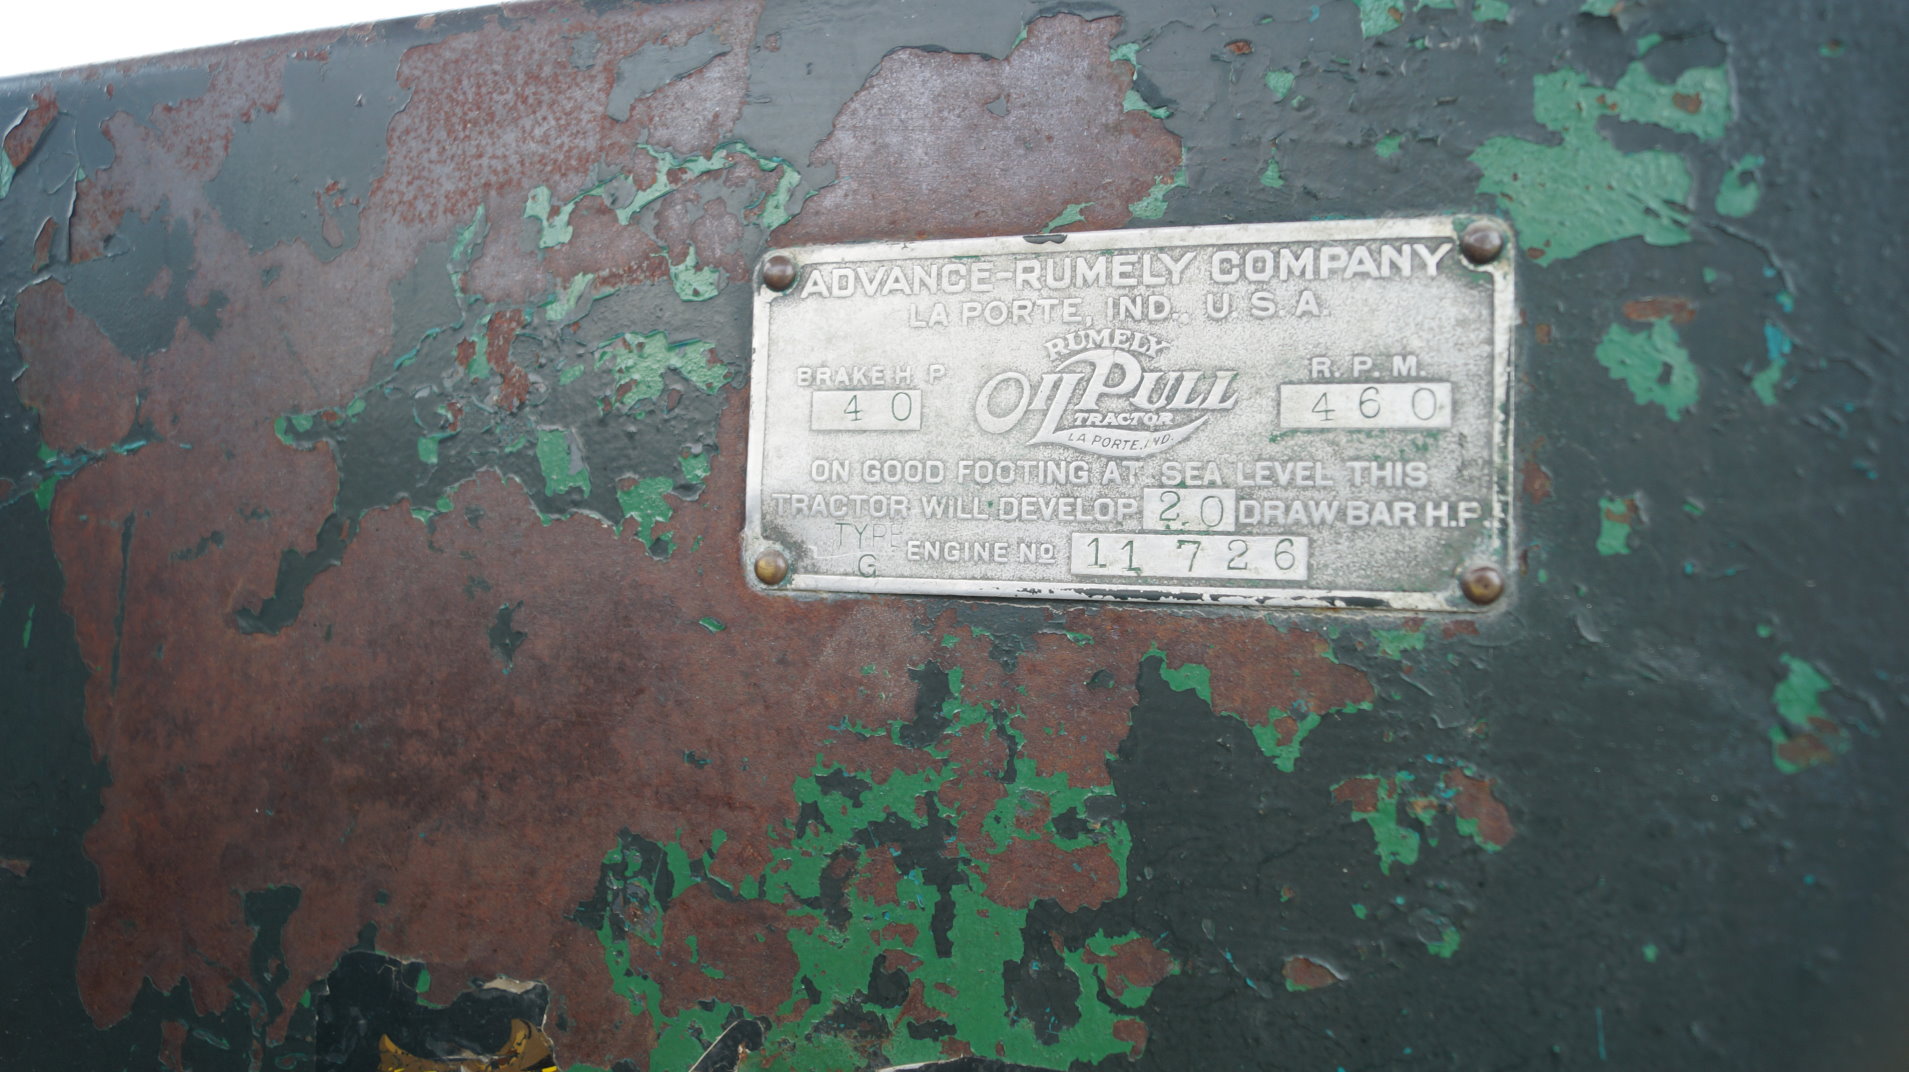 ADVANCE-RUMELY COMPANY
LA PORTE, IND., U.S.A.
RUMELY
OILPULL
TRACTOR
LA PORTE, IND.
BRAKE H.P.
40
R.P.M.
460
ON GOOD FOOTING AT SEA LEVEL THIS
TRACTOR WILL DEVELOP 20 DRAW BAR H.P.
TYPE
G
ENGINE No 11726